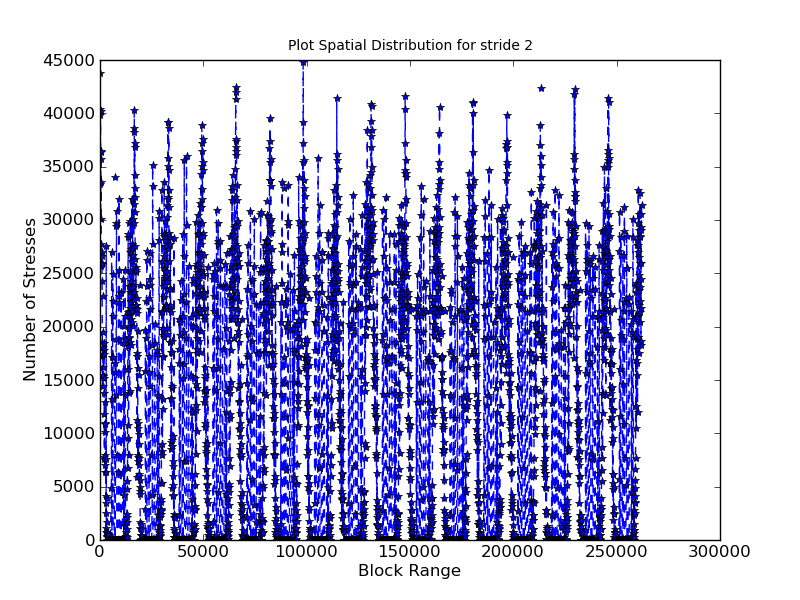 Plot Spatial Distribution for stride 2
45000
40000
35000
30000
25000
20000
15000
10000
5000
0
Number of Stresses
0 50000 100000 150000 200000 250000 300000
Block Range